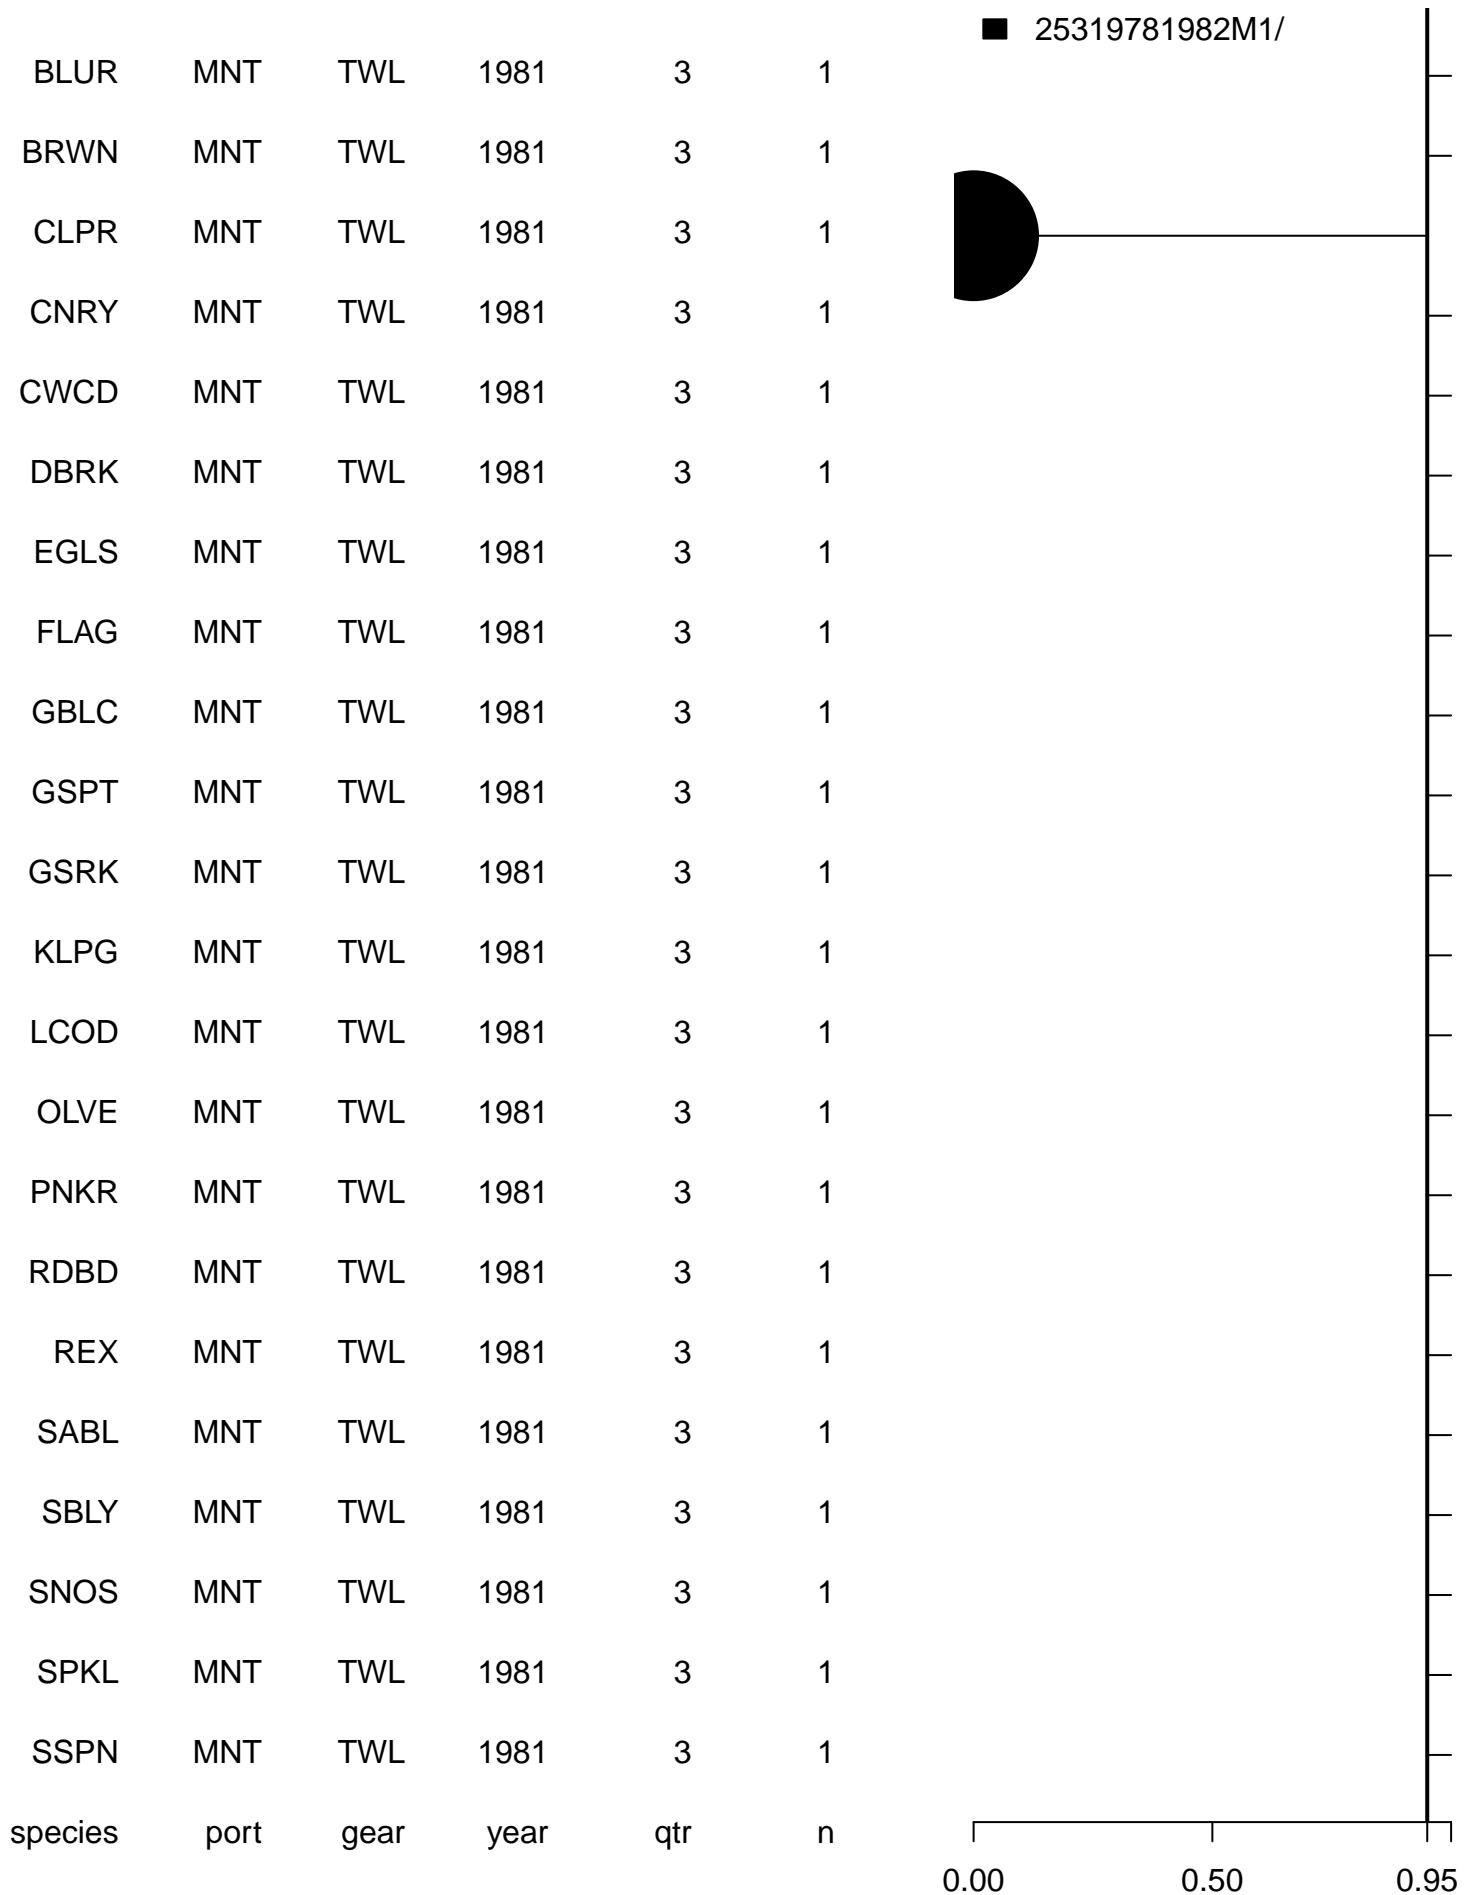 25319781982M1/
BLUR MNT TWL 1981 3 1
BRWN MNT TWL 1981 3 1
CLPR MNT TWL 1981 3 1
CNRY MNT TWL 1981 3 1
CWCD MNT TWL 1981 3 1
DBRK MNT TWL 1981 3 1
EGLS MNT TWL 1981 3 1
FLAG MNT TWL 1981 3 1
GBLC MNT TWL 1981 3 1
GSPT MNT TWL 1981 3 1
GSRK MNT TWL 1981 3 1
KLPG MNT TWL 1981 3 1
LCOD MNT TWL 1981 3 1
OLVE MNT TWL 1981 3 1
PNKR MNT TWL 1981 3 1
RDBD MNT TWL 1981 3 1
REX MNT TWL 1981 3 1
SABL MNT TWL 1981 3 1
SBLY MNT TWL 1981 3 1
SNOS MNT TWL 1981 3 1
SPKL MNT TWL 1981 3 1
SSPN MNT TWL 1981 3 1
species port gear year qtr n
0.00 0.50 0.95